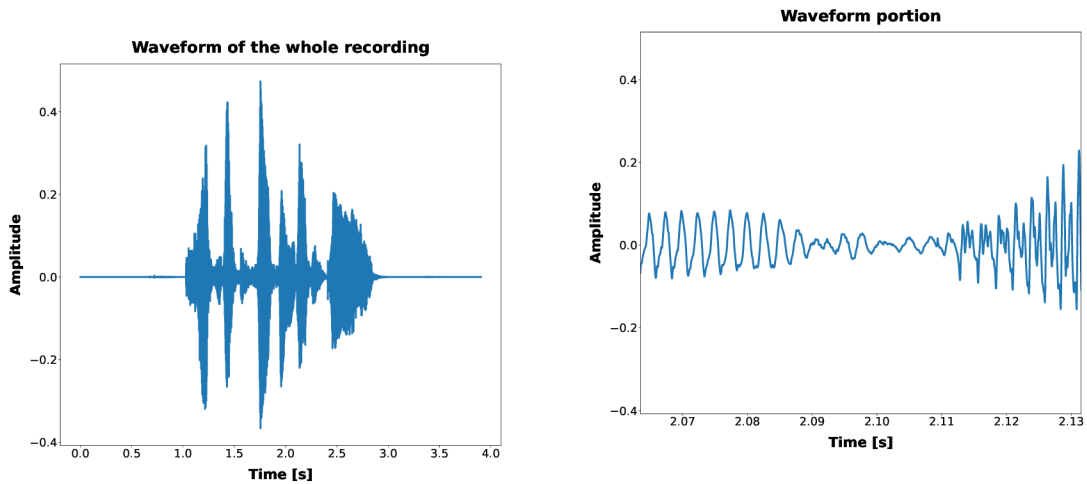 Waveform of the whole recording
Amplitude
0.4
0.2
0.0
−0.2
−0.4
0.0 0.5 1.0 1.5 2.0 2.5 3.0 3.5 4.0
Time [s]
Waveform portion
Amplitude
0.4
0.2
0.0
−0.2
−0.4
2.07 2.08 2.09 2.10 2.11 2.12 2.13
Time [s]